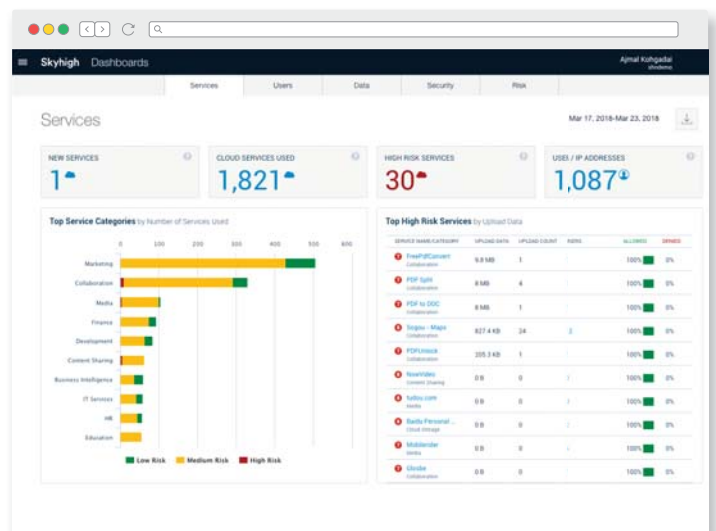 Skyhigh Dashboards
Ajmal Kohgadai
Services Users Data Security Risk
Services
Mar 17, 2018-Mar 23, 2018
NEW SERVICES
1
CLOUD SERVICES USED
1,821
HIGH RISK SERVICES
30
/ IP ADDRESSES
1,087
Top Service Categories by Number of Services Used
0 100 200 300 400 500 600
Marketing
Collaboration
Media
Finance
Development
Content Sharing
Business Intelligence
IT Services
HR
Education
Low Risk Medium Risk High Risk
Top High Risk Services by Upload Data
SERVICE NAME/CATEGORY UPLOAD DATA UPLOAD COUNT ALLOWED DENIED
FreePdfConvert 9.8 MB 1 100% 0%
Collaboration
PDF Split 8 MB 4 100% 0%
Collaboration
PDF to DOC 8 MB 1 100% 0%
Collaboration
Sogou - Maps 827.4 KB 24 2 100% 0%
Collaboration
PDFUnlock 205.3 KB 1 100% 0%
Collaboration
NowVideo 0 B 0 100% 0%
Content Sharing
tudou.com 0 B 0 100% 0%
Media
Baidu Personal ... 0 B 0 100% 0%
Cloud Storage
0 B 0 100% 0%
Media
0 B 0 100% 0%
Collaboration